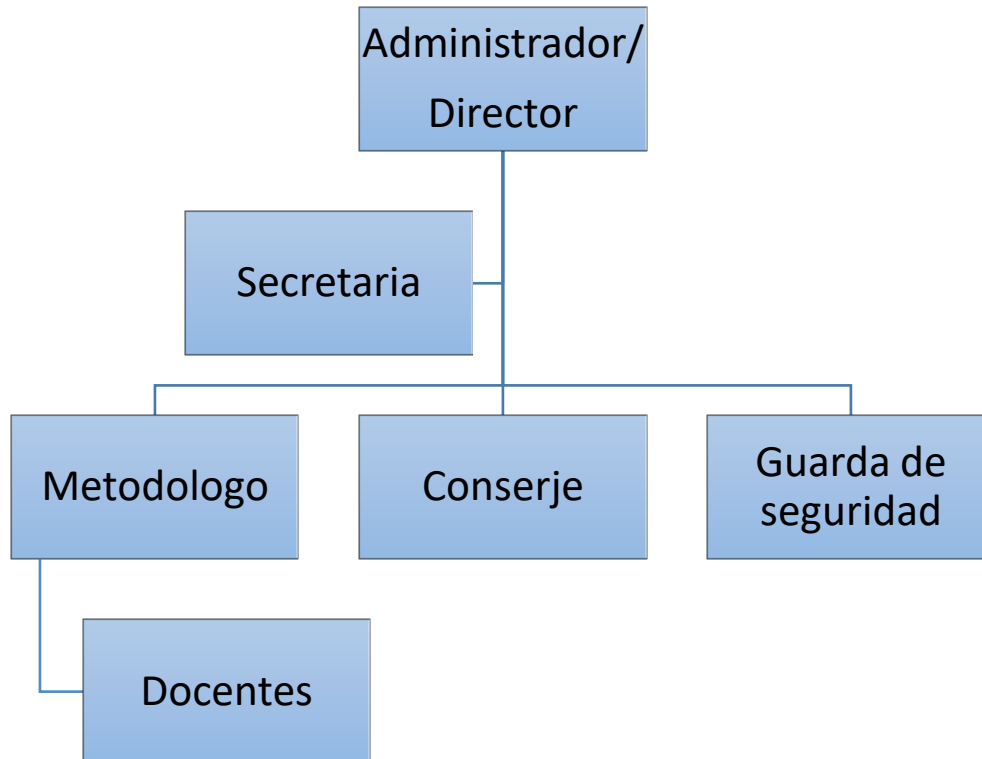 Administrador/
Director
Secretaria
Metodologo
Conserje
Guarda de
seguridad
Docentes